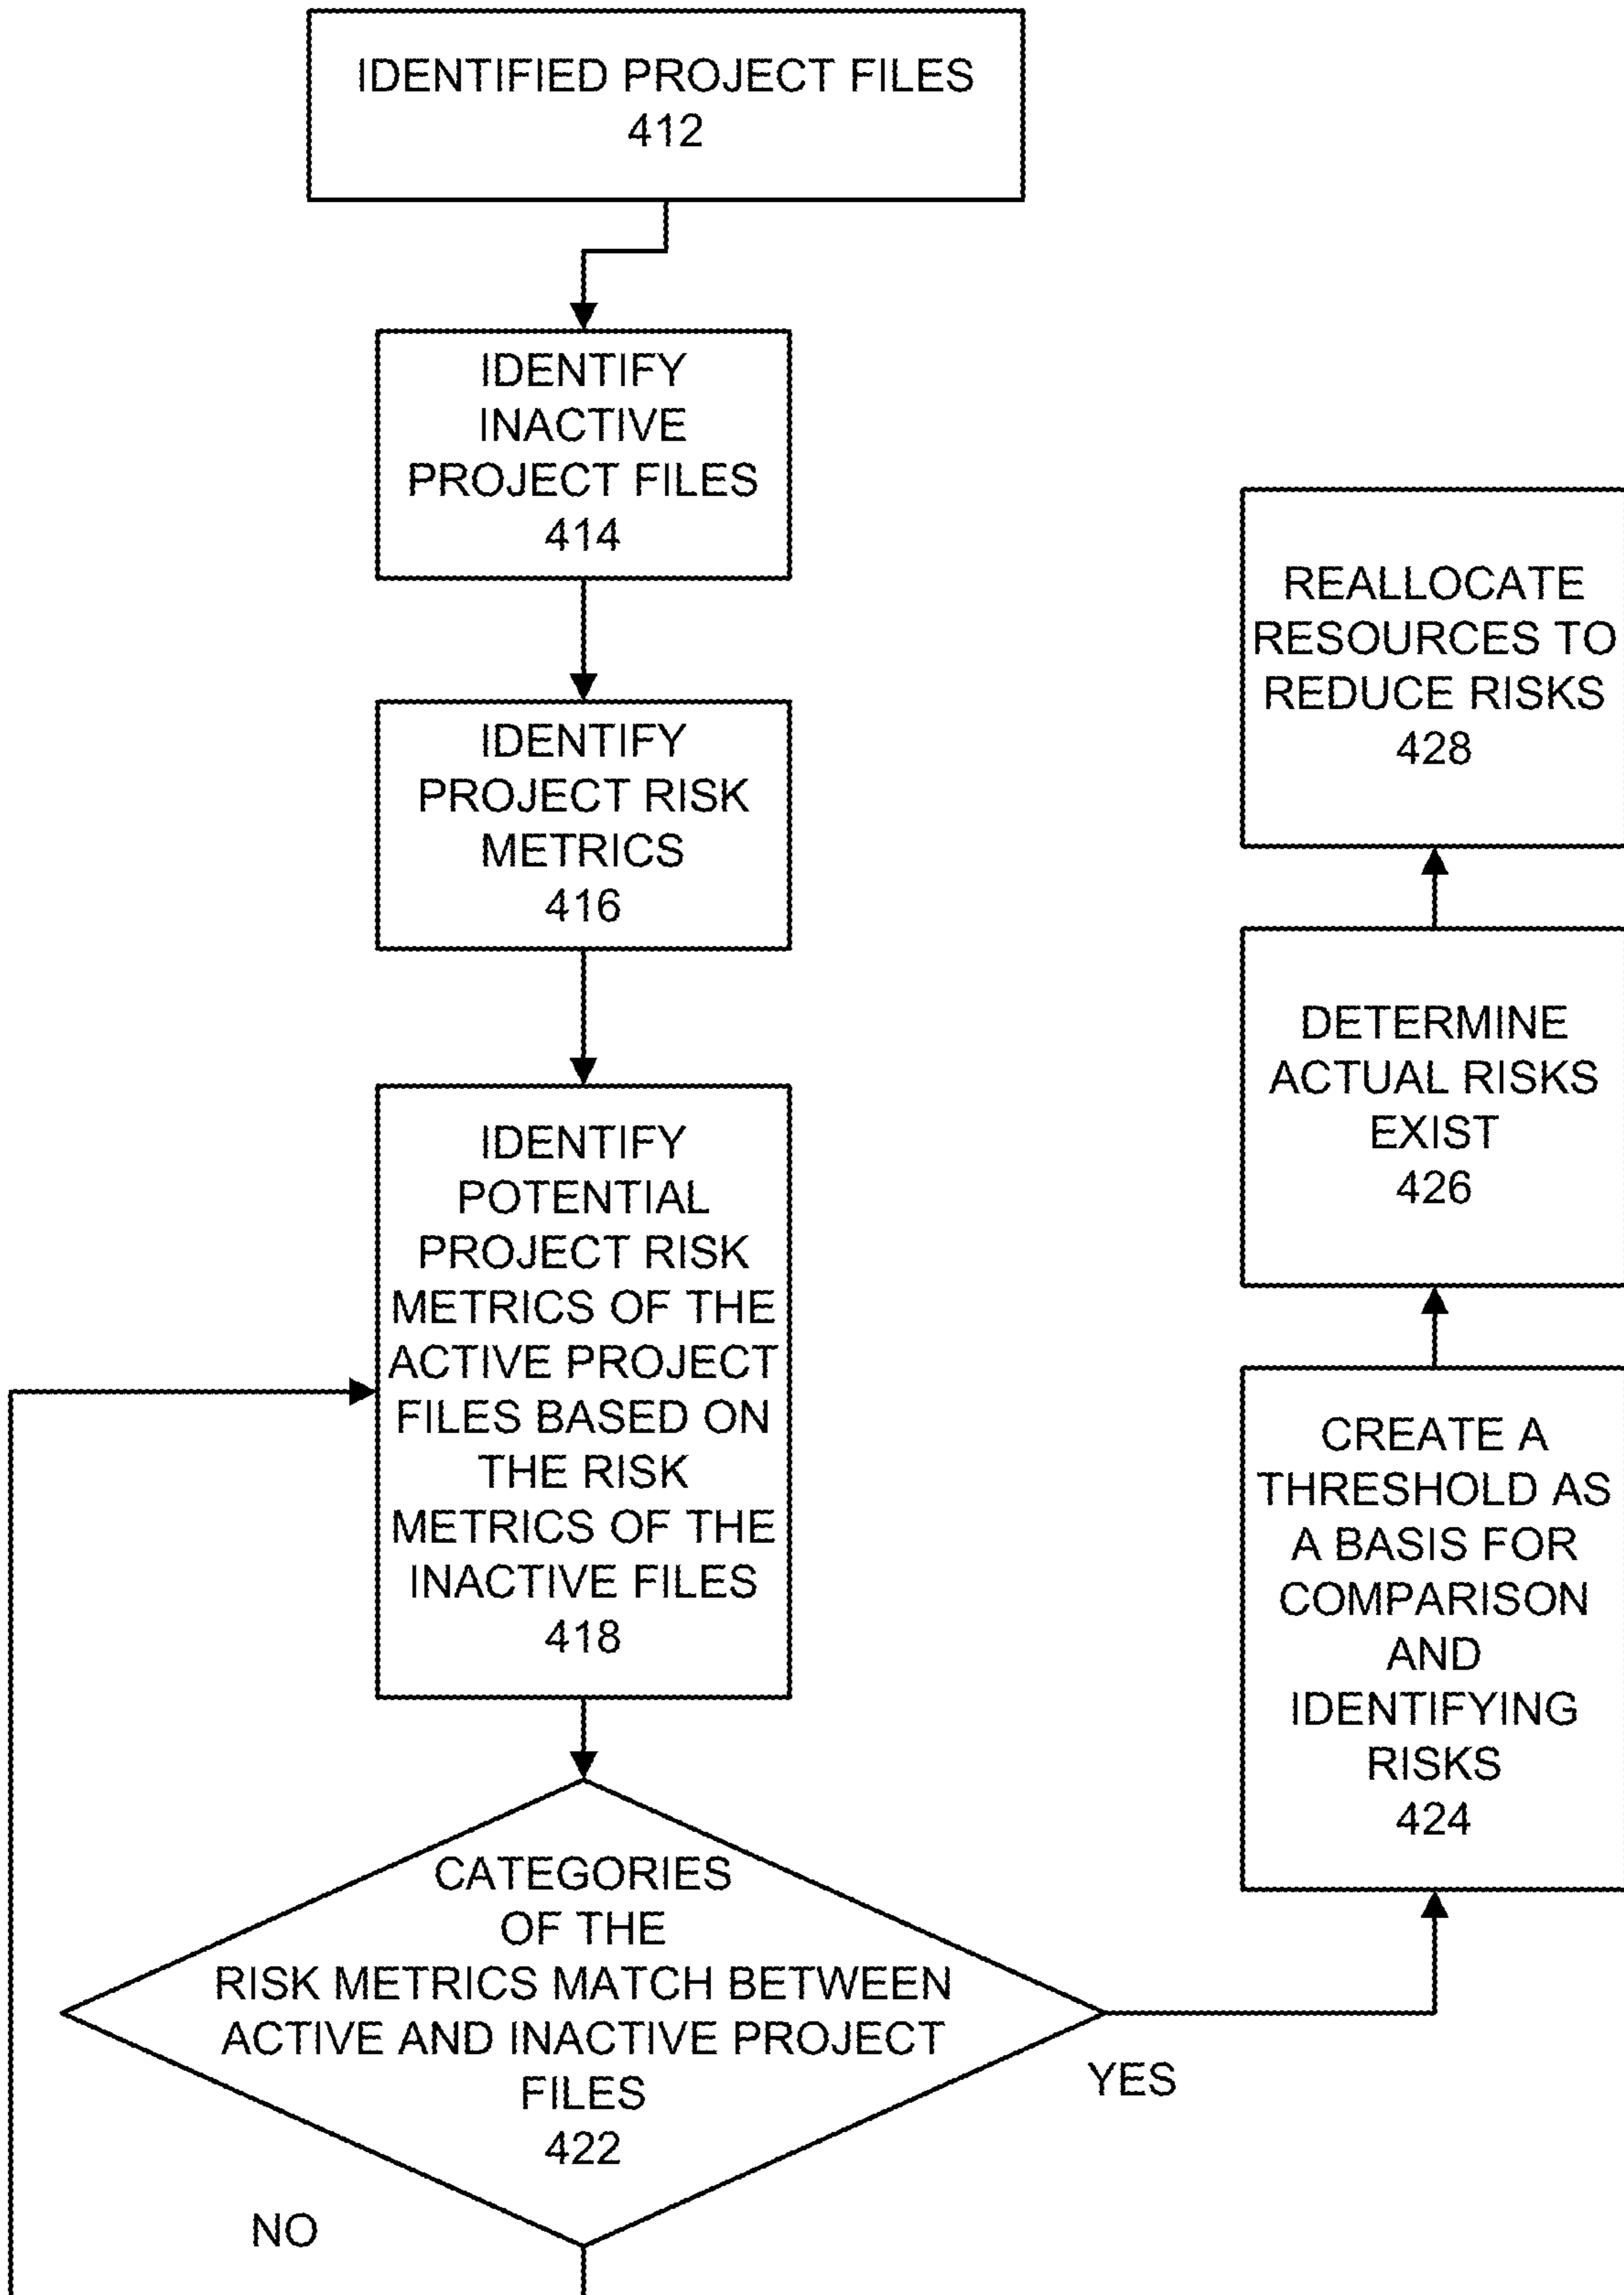 IDENTIFIED PROJECT FILES
412
IDENTIFY
INACTIVE
PROJECT FILES
414
IDENTIFY
PROJECT RISK
METRICS
416
IDENTIFY
POTENTIAL
PROJECT RISK
METRICS OF THE
ACTIVE PROJECT
FILES BASED ON
THE RISK
METRICS OF THE
INACTIVE FILES
418
CATEGORIES
OF THE
RISK METRICS MATCH BETWEEN
ACTIVE AND INACTIVE PROJECT
FILES
422
NO
YES
CREATE A
THRESHOLD AS
A BASIS FOR
COMPARISON
AND
IDENTIFYING
RISKS
424
DETERMINE
ACTUAL RISKS
EXIST
426
REALLOCATE
RESOURCES TO
REDUCE RISKS
428